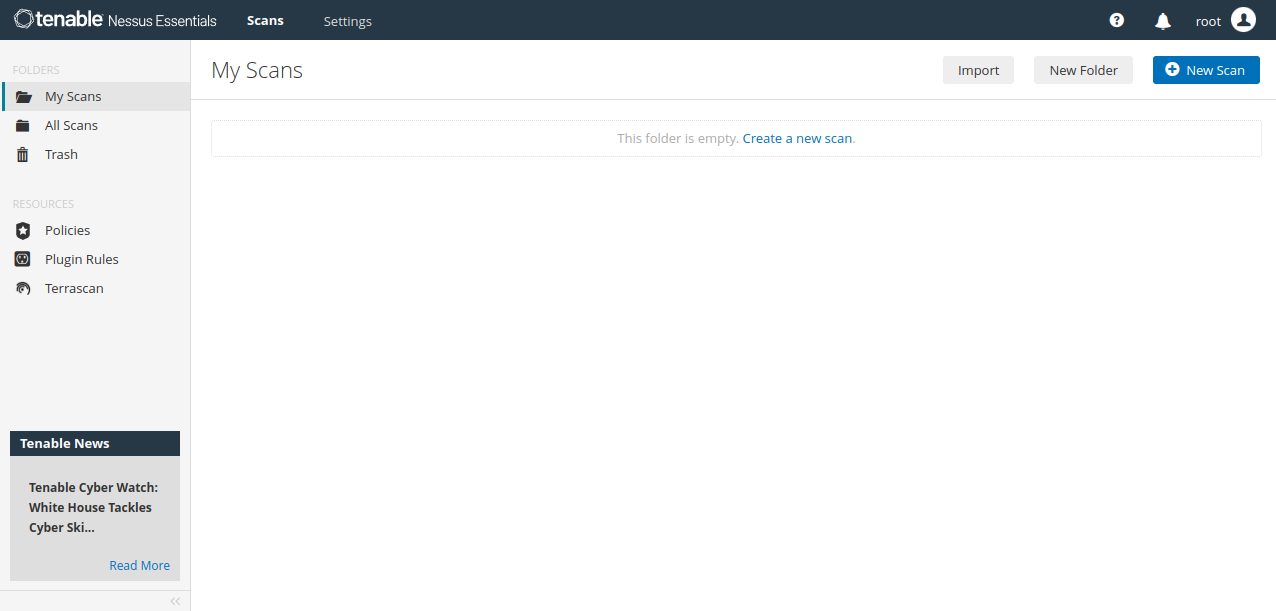 tenable Nessus Essentials Scans Settings root
FOLDERS
My Scans
All Scans
Trash
RESOURCES
Policies
Plugin Rules
Terrascan
Tenable News
Tenable Cyber Watch:
White House Tackles
Cyber Ski...
Read More
My Scans
Import New Folder New Scan
This folder is empty. Create a new scan.